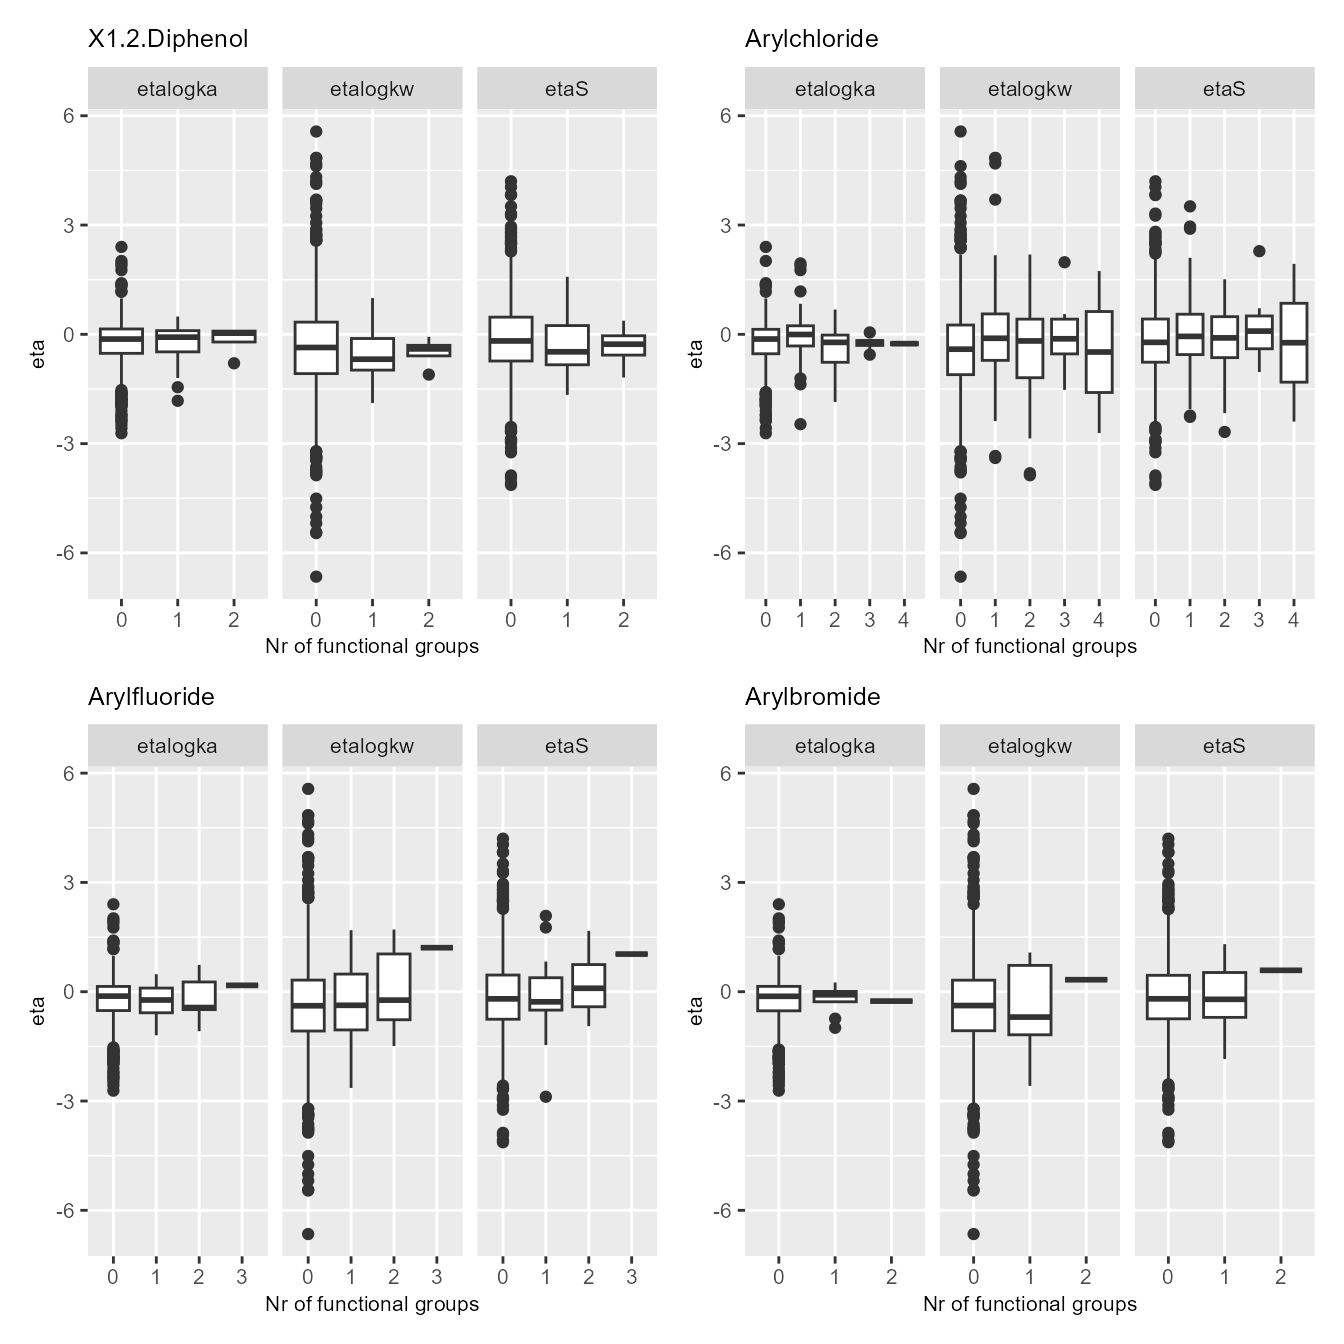 X1.2.Diphenol
etalogka etalogkw etaS
6
3
0
-3
-6
eta
0 1 2 0 1 2 0 1 2
Nr of functional groups
Arylchloride
etalogka etalogkw etaS
6
3
0
-3
-6
eta
0 1 2 3 4 0 1 2 3 4 0 1 2 3 4
Nr of functional groups
Arylfluoride
etalogka etalogkw etaS
6
3
0
-3
-6
eta
0 1 2 3 0 1 2 3 0 1 2 3
Nr of functional groups
Arylbromide
etalogka etalogkw etaS
6
3
0
-3
-6
eta
0 1 2 0 1 2 0 1 2
Nr of functional groups